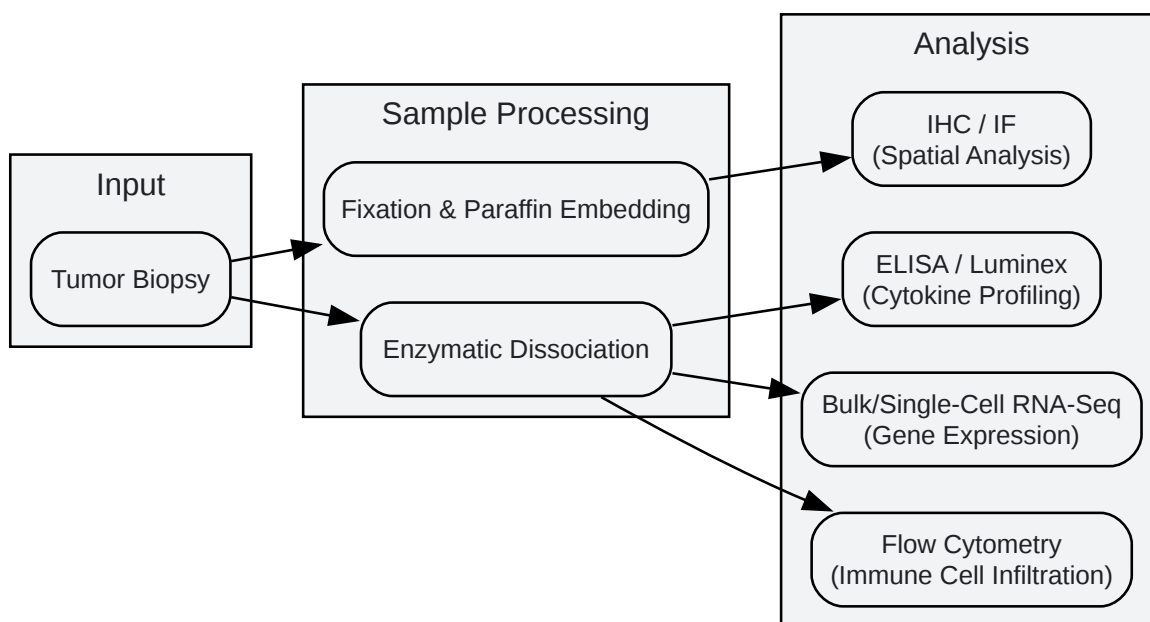 Input
Tumor Biopsy
Sample Processing
Fixation & Paraffin Embedding
Enzymatic Dissociation
Analysis
IHC / IF
(Spatial Analysis)
ELISA / Luminex
(Cytokine Profiling)
Bulk/Single-Cell RNA-Seq
(Gene Expression)
Flow Cytometry
(Immune Cell Infiltration)